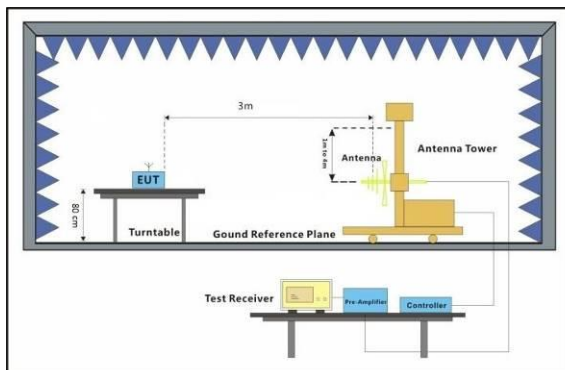 3m
1m to 4m
Antenna
Antenna Tower
EUT
80 cm
Turntable
Gound Reference Plane
Test Receiver
Pre-Amplifier
Controller